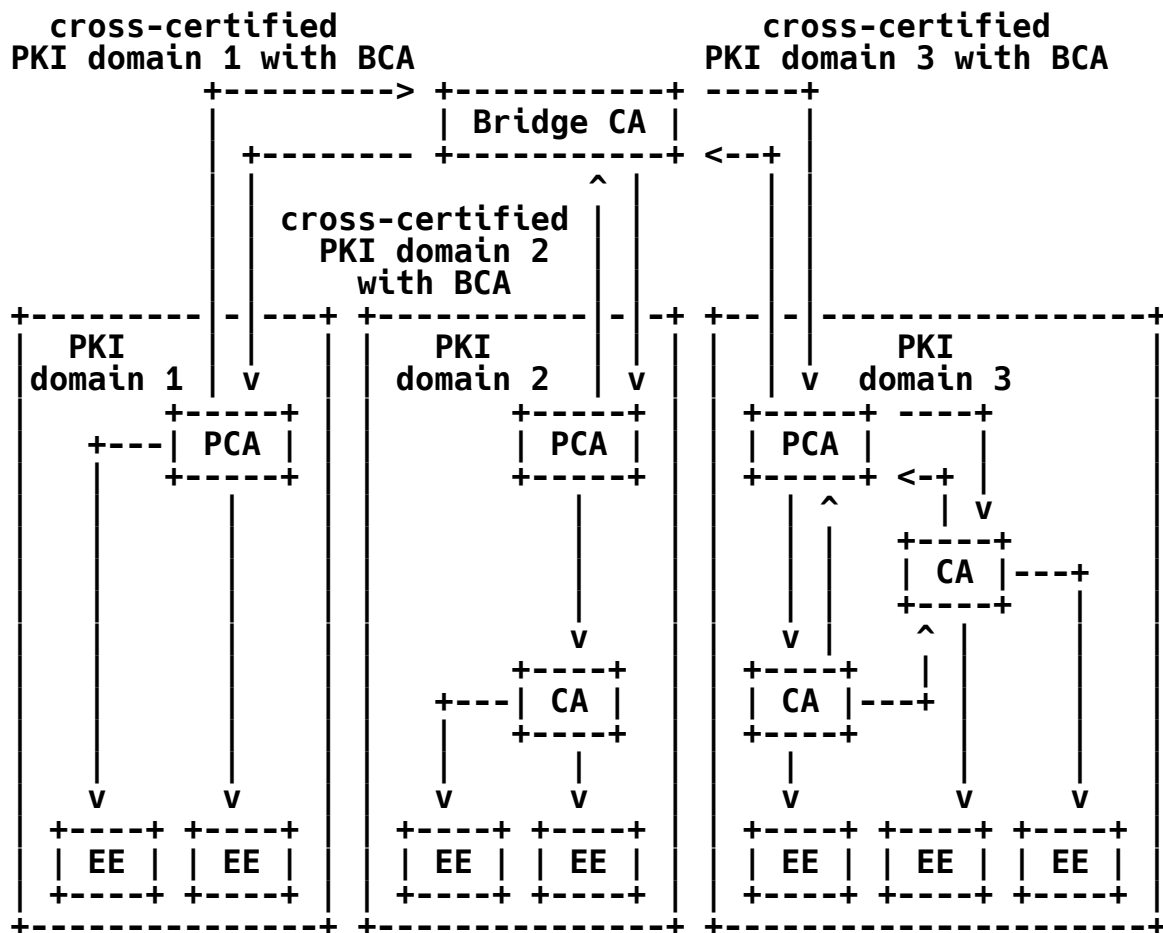 cross-certified
PKI domain 1 with BCA
cross-certified
PKI domain 3 with BCA
Bridge CA
cross-certified
PKI domain 2
with BCA
PKI
domain 1
PKI
domain 2
PKI
domain 3
PCA
PCA
PCA
CA
CA
CA
EE
EE
EE
EE
EE
EE
EE